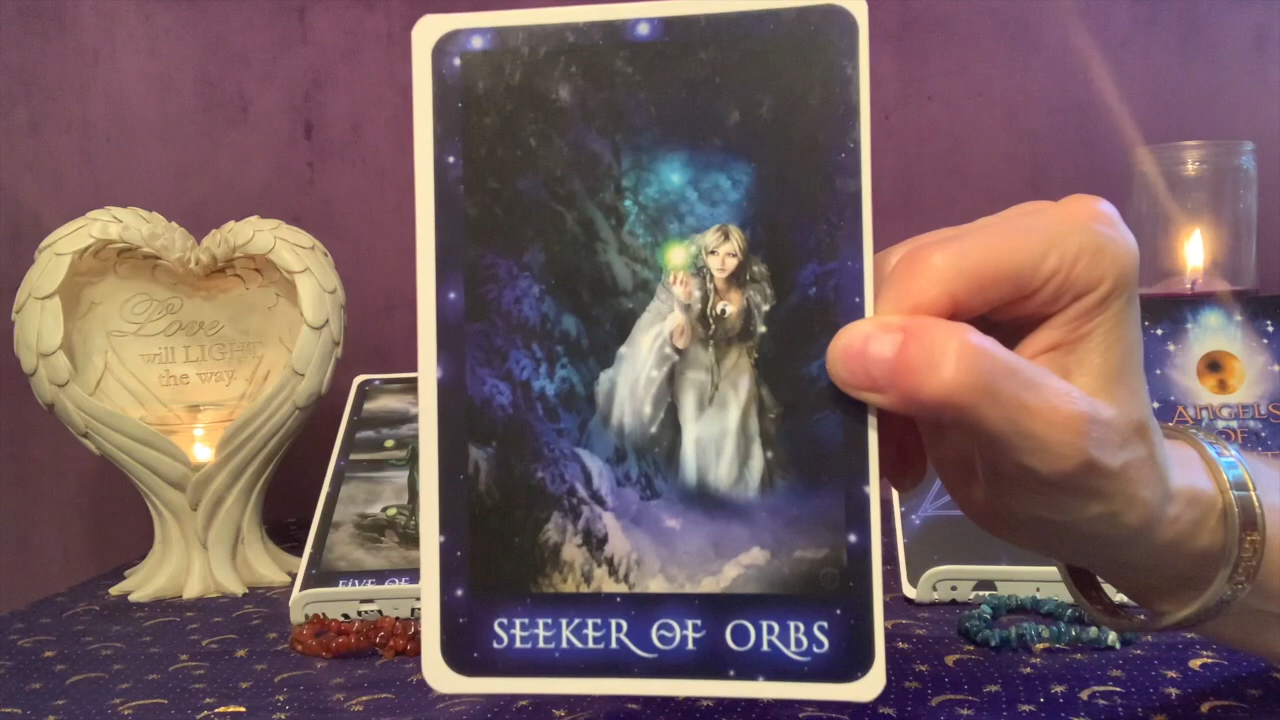 Love
will LIGHT
the way.
FIVE OF
SEEKER OF ORBS
ANGELS
OF